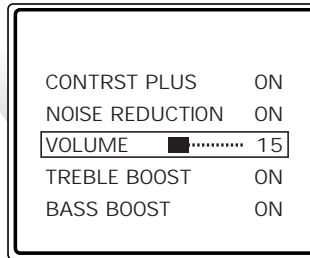 CONTRST PLUS ON
NOISE REDUCTION ON
VOLUME 15
TREBLE BOOST ON
BASS BOOST ON